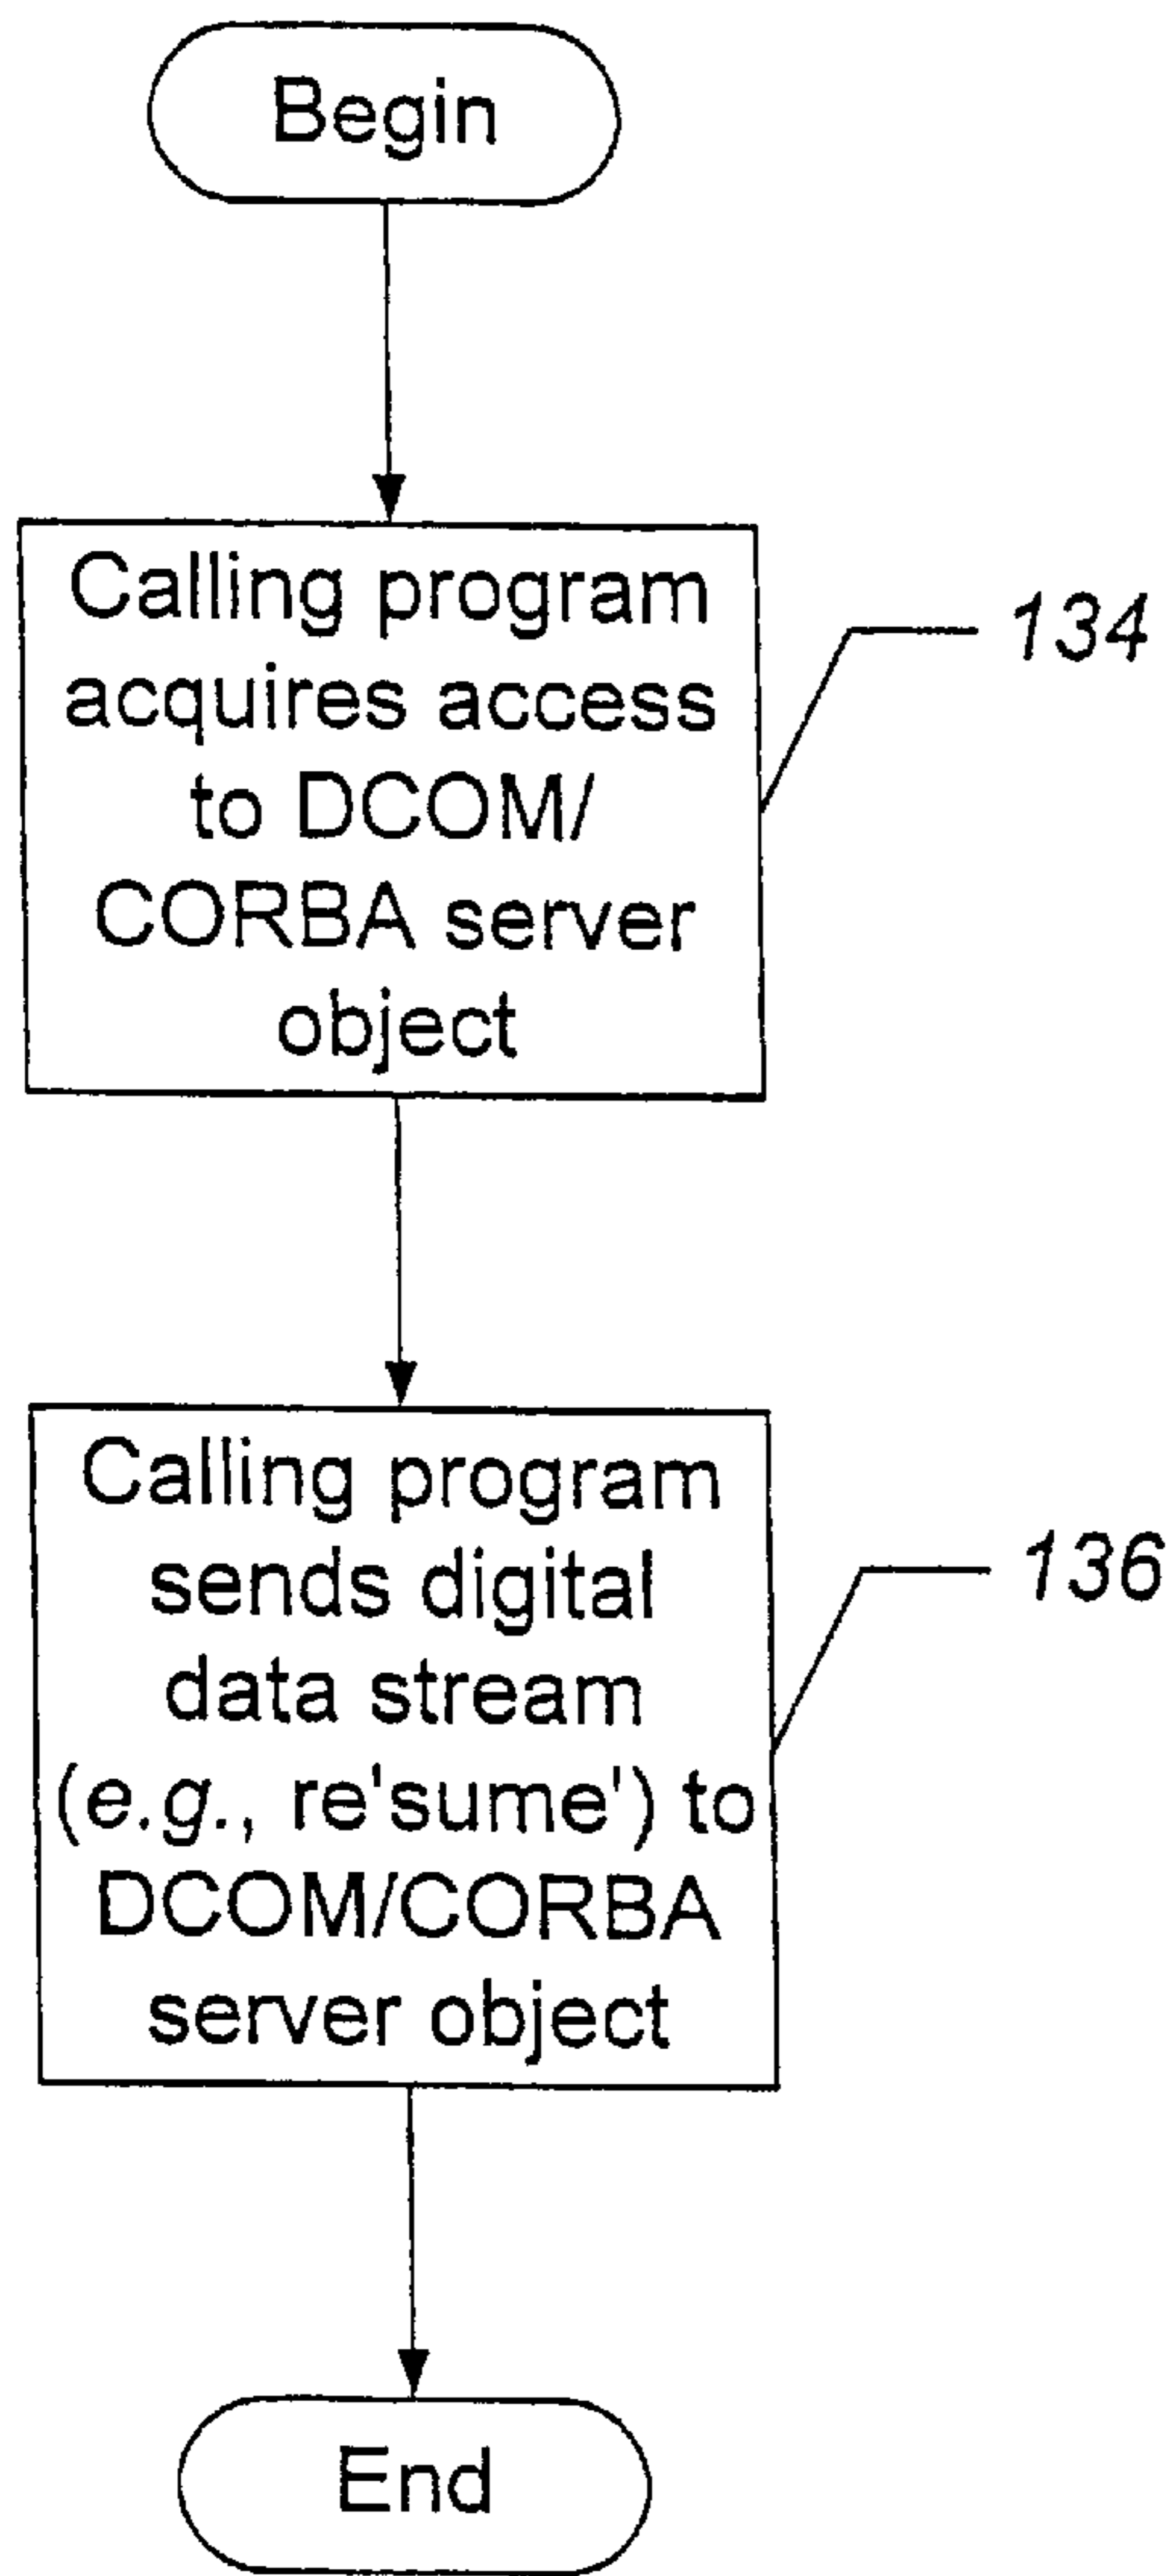 Begin
Calling program
acquires access
to DCOM/
CORBA server
object
134
Calling program
sends digital
data stream
(e.g., re'sume') to
DCOM/CORBA
server object
136
End